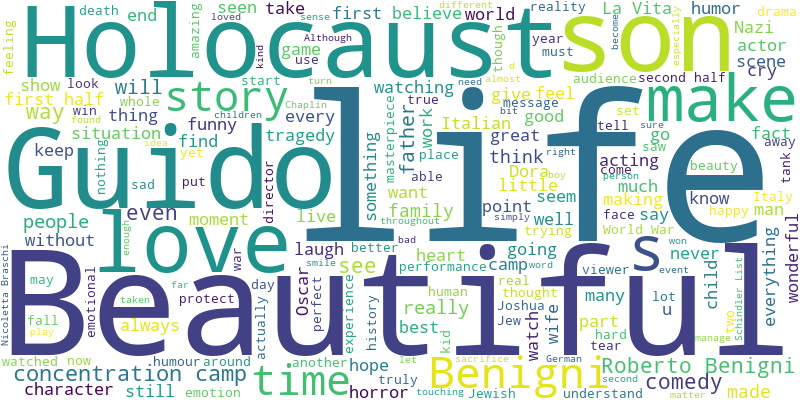 death
end
seen
take
first
believe
world
reality
different
La Vita
humor
drama
feeling
amazing
loved
sense
Although
kind
game
use
year
though
must
becomes
especially
Nazi
actor
scene
cry
Holocaust
son
show
look
start
turn
need
almost
d
audience
second half
first half
believe
will
watching
give
feel
make
way
win
whole
story
Chaplin
true
message
set
thing
children
masterpiece
bit
tell
sure
go
fact
situation
found
funny
every
father
work
Italian
good
saw
away
tank
keep
idea
yet
find
tragedy
great
right
acting
come
beauty
nothing
sad
put
something
able
place
think
Dora
boy
person
Italy
Guido
life
director
want
family
little
seem
much
know
happy
people
even
moment
live
throughout
point
simply
well
making
face
say
man
without
love
war
laugh
better
bad
going
trying
World War
never
wonderful
Nicoletta Braschi
enough
smile
see
heart
performance
camp
word
viewer
s
won
event
Schindler List
everything
Beautiful
may
taken
far
day
Oscar
perfect
experience
human
real
thought
many
lot
u
child
fall
emotional
protect
history
really
Joshua
wife
part
two
play
always
actually
best
kid
Jew
watch
hard
tear
manage
watched
now
humour
around
another
hope
let
sacrifice
German
Roberto Benigni
concentration camp
time
truly
Benigni
second
matter
character
still
emotion
horror
touching
Jewish
understand
comedy
made